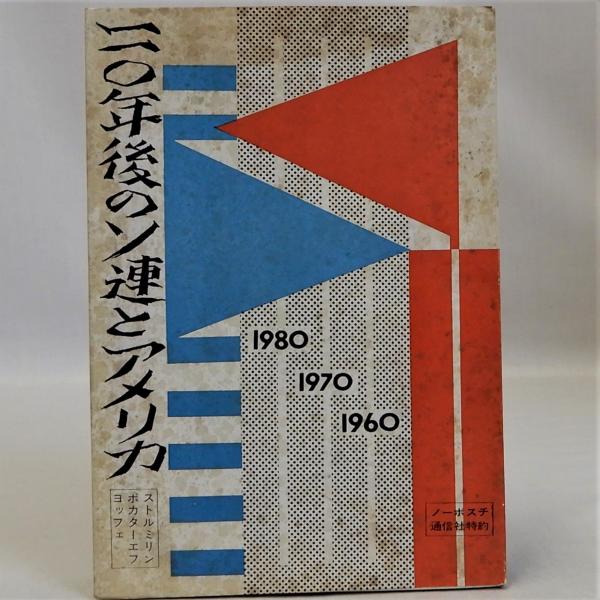 二〇年後のソ連とアメリカ
1980
1970
1960
ストルミリン
ボカターエフ
ヨッフェ
ノーボスチ
通信社特約